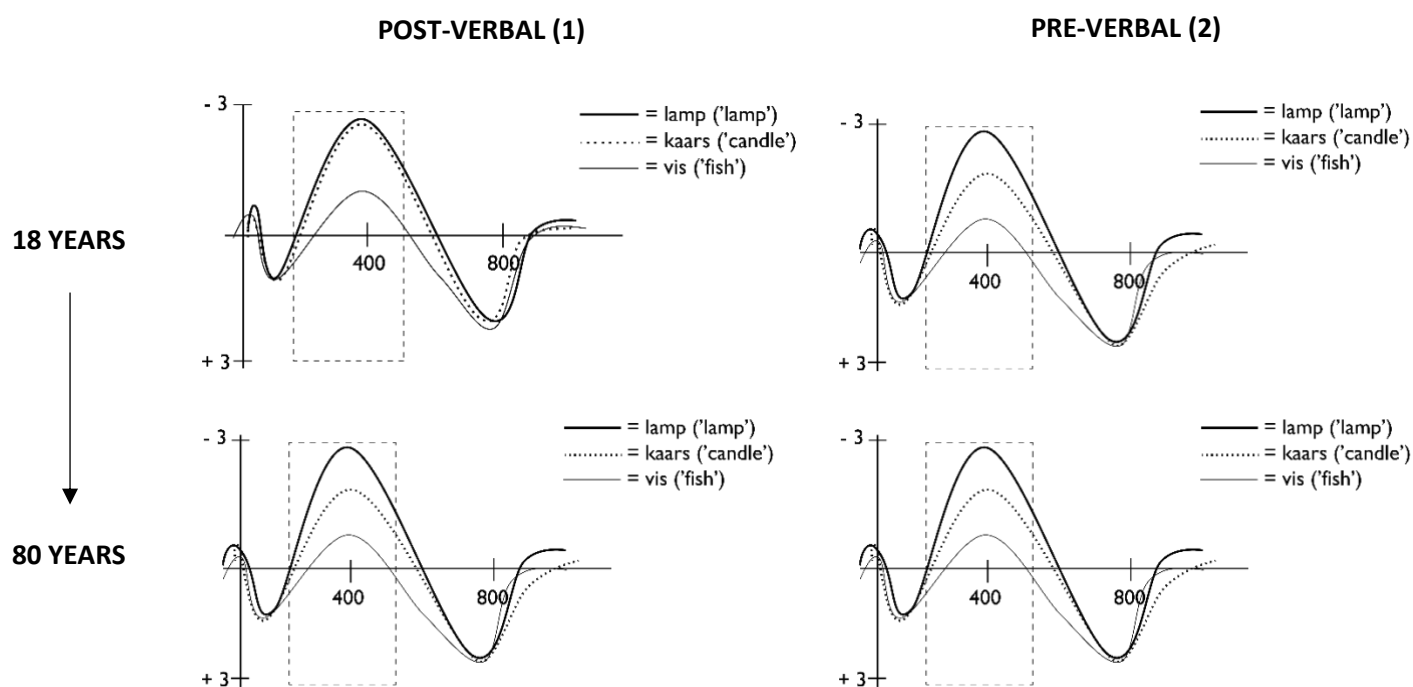 POST-VERBAL (1)
PRE-VERBAL (2)
18 YEARS
- 3
= lamp ('lamp')
= kaars ('candle')
= vis ('fish')
400
800
+ 3
- 3
= lamp ('lamp')
= kaars ('candle')
= vis ('fish')
400
800
+ 3
80 YEARS
- 3
= lamp ('lamp')
= kaars ('candle')
= vis ('fish')
400
800
+ 3
- 3
= lamp ('lamp')
= kaars ('candle')
= vis ('fish')
400
800
+ 3